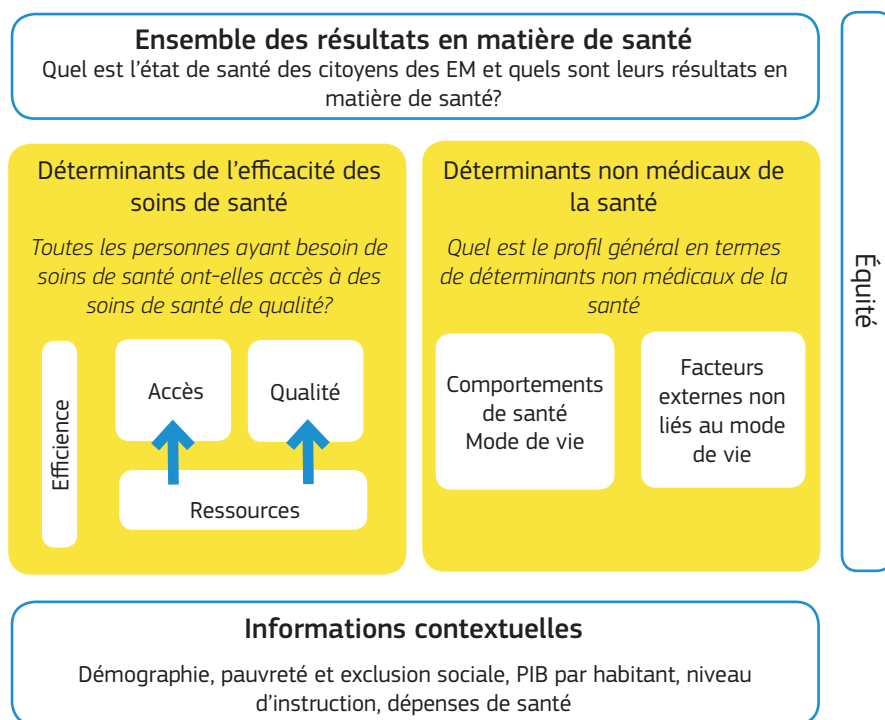 Ensemble des résultats en matière de santé
Quel est l’état de santé des citoyens des EM et quels sont leurs résultats en
matière de santé?
Déterminants de l’efficacité des
soins de santé
Toutes les personnes ayant besoin de
soins de santé ont-elles accès à des
soins de santé de qualité?
Efficience
Accès
Qualité
Ressources
Déterminants non médicaux de
la santé
Quel est le profil général en termes
de déterminants non médicaux de la
santé
Comportements
de santé
Mode de vie
Facteurs
externes non
liés au mode
de vie
Équité
Informations contextuelles
Démographie, pauvreté et exclusion sociale, PIB par habitant, niveau
d’instruction, dépenses de santé